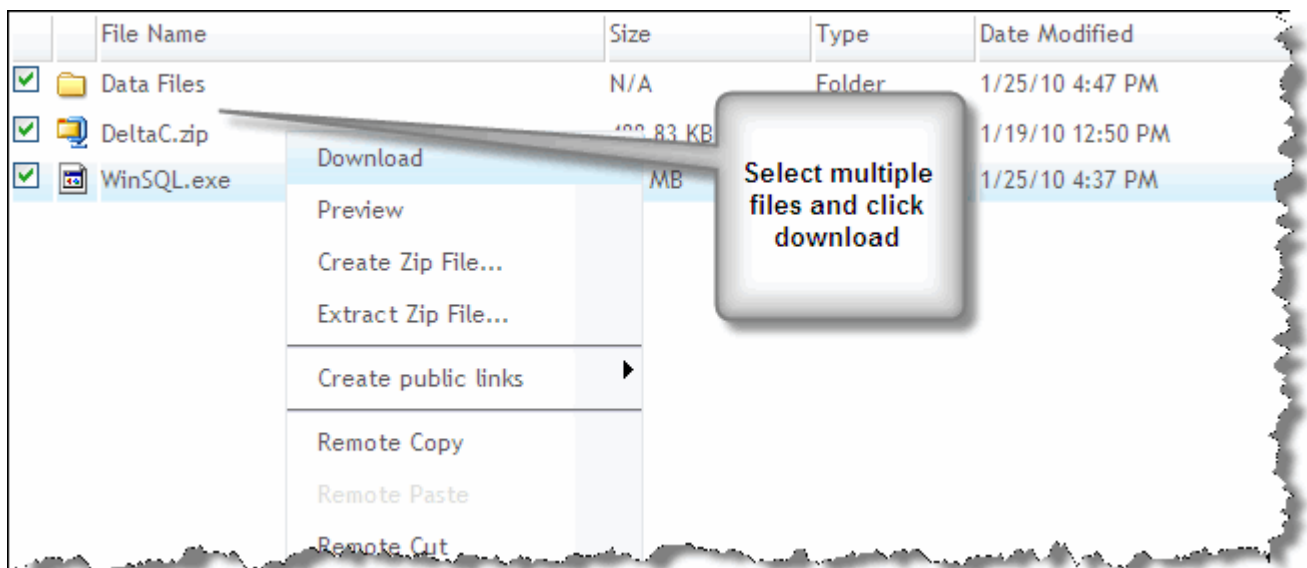 File Name Size Type Date Modified
Data Files N/A Folder 1/25/10 4:47 PM
DeltaC.zip 83 KB 1/19/10 12:50 PM
WinSQL.exe MB 1/25/10 4:37 PM
Download
Preview
Create Zip File...
Extract Zip File...
Create public links
Remote Copy
Remote Paste
Remote Cut
Select multiple
files and click
download